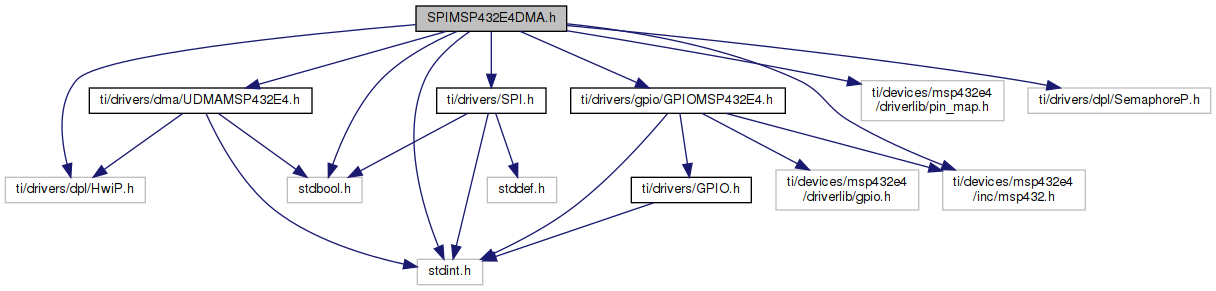 SPIMSP432E4DMA.h
ti/drivers/dma/UDMAMSP432E4.h
ti/drivers/SPI.h
ti/drivers/gpio/GPIOMSP432E4.h
ti/devices/msp432e4
/driverlib/pin_map.h
ti/drivers/dpl/SemaphoreP.h
ti/drivers/dpl/HwiP.h
stdbool.h
stddef.h
ti/drivers/GPIO.h
ti/devices/msp432e4
/driverlib/gpio.h
ti/devices/msp432e4
/inc/msp432.h
stdint.h